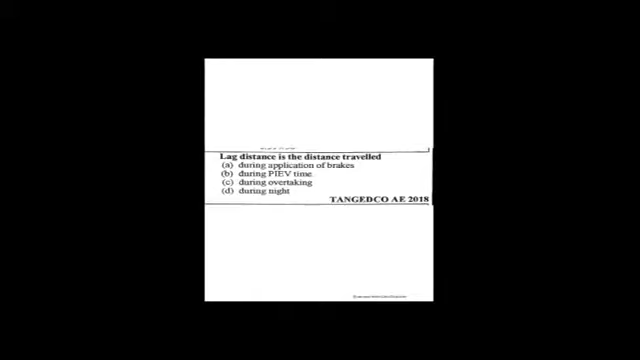 Lag distance is the distance travelled
(a) during application of brakes
(b) during PIEV time
(c) during overtaking
(d) during night
TANGEDCO AE 2018